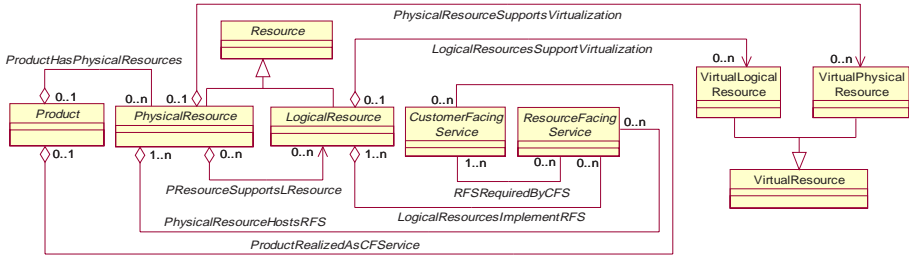 PhysicalResourceSupportsVirtualization
Resource
LogicalResourcesSupportVirtualization
ProductHasPhysicalResources
0..n 0..n
VirtualLogical
Resource
VirtualPhysical
Resource
0..1 0..n 0..1 0..1 0..n
Product
PhysicalResource
LogicalResource
CustomerFacing
Service
ResourceFacing
Service
0..n
0..1 1..n 0..n 0..n 1..n 1..n 0..n 0..n
PResourceSupportsLResource
RFSRequiredByCFS
VirtualResource
PhysicalResourceHostsRFS
LogicalResourcesImplementRFS
ProductRealizedAsCFService